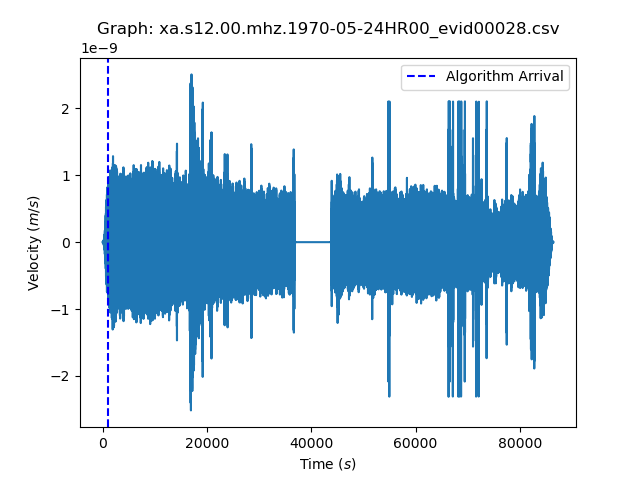 Graph: xa.s12.00.mhz.1970-05-24HR00_evid00028.csv
1e−9
Algorithm Arrival
2
1
0
−1
−2
Velocity (m/s)
0 20000 40000 60000 80000
Time (s)